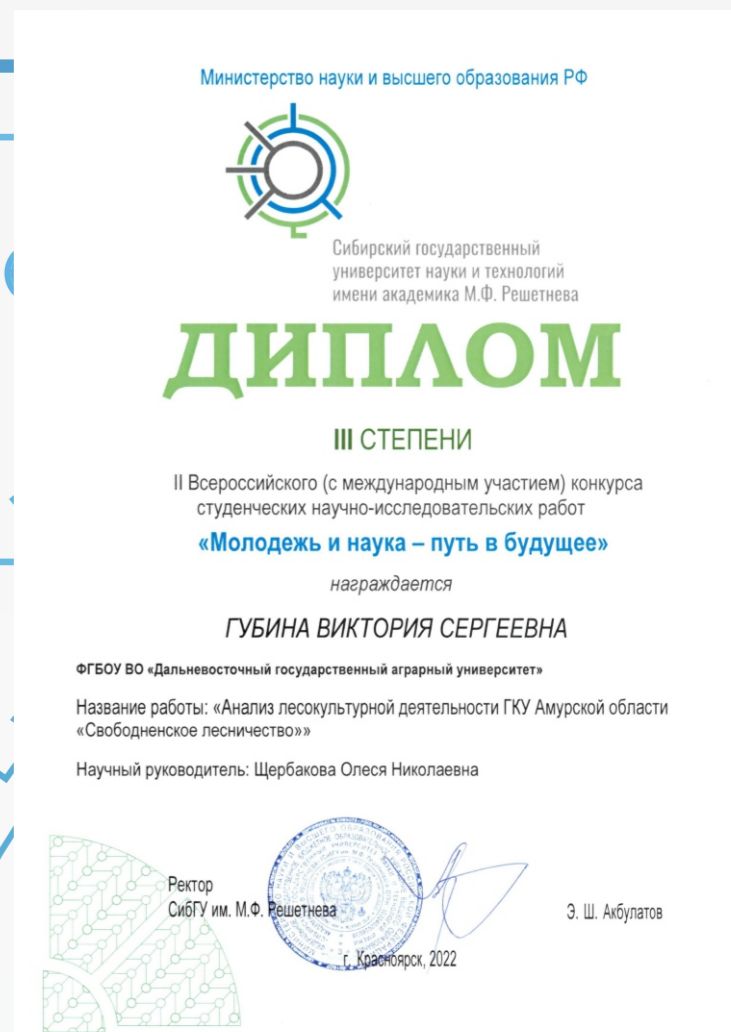 Министерство науки и высшего образования РФ
Сибирский государственный
университет науки и технологий
имени академика М.Ф. Решетнева
ДИПЛОМ
III СТЕПЕНИ
II Всероссийского (с международным участием) конкурса
студенческих научно-исследовательских работ
«Молодежь и наука – путь в будущее»
награждается
ГУБИНА ВИКТОРИЯ СЕРГЕЕВНА
ФГБОУ ВО «Дальневосточный государственный аграрный университет»
Название работы: «Анализ лесокультурной деятельности ГКУ Амурской области
«Свободненское лесничество»»
Научный руководитель: Щербакова Олеся Николаевна
Ректор
СибГУ им. М.Ф. Решетнева
Э. Ш. Акбулатов
г. Красноярск, 2022